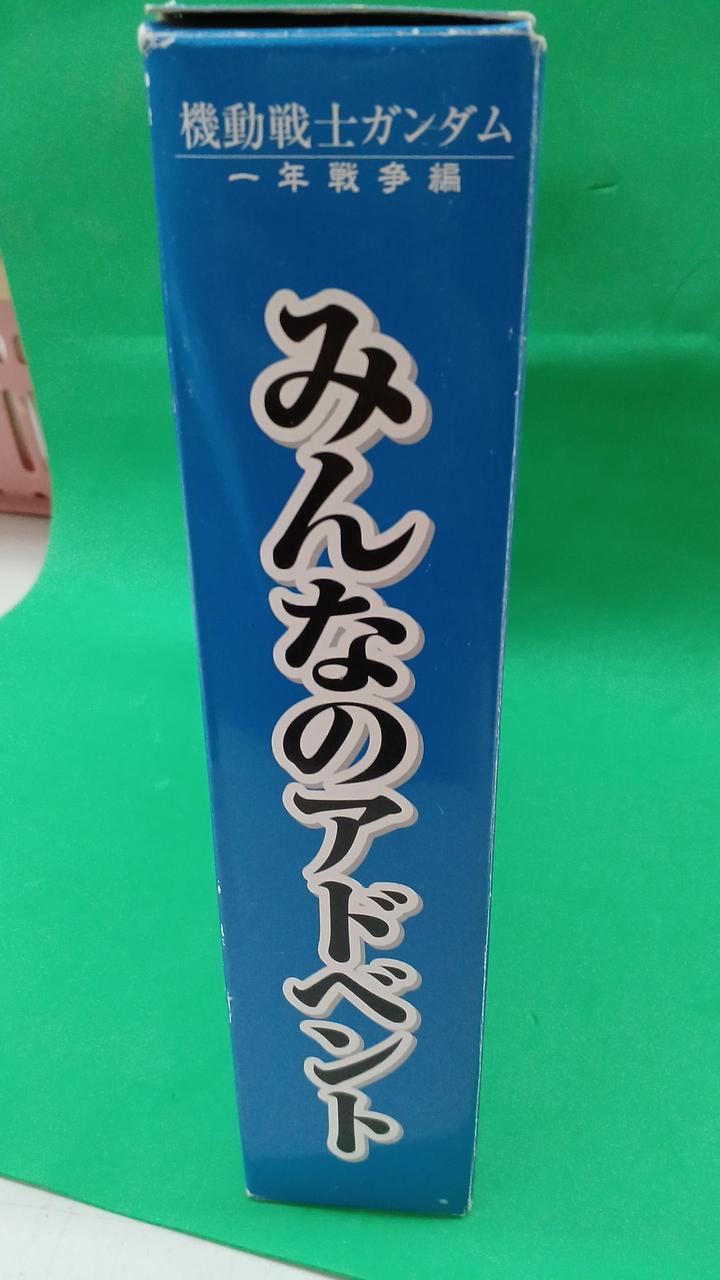 機動戦士ガンダム
一年戦争編
みんなのアドベント